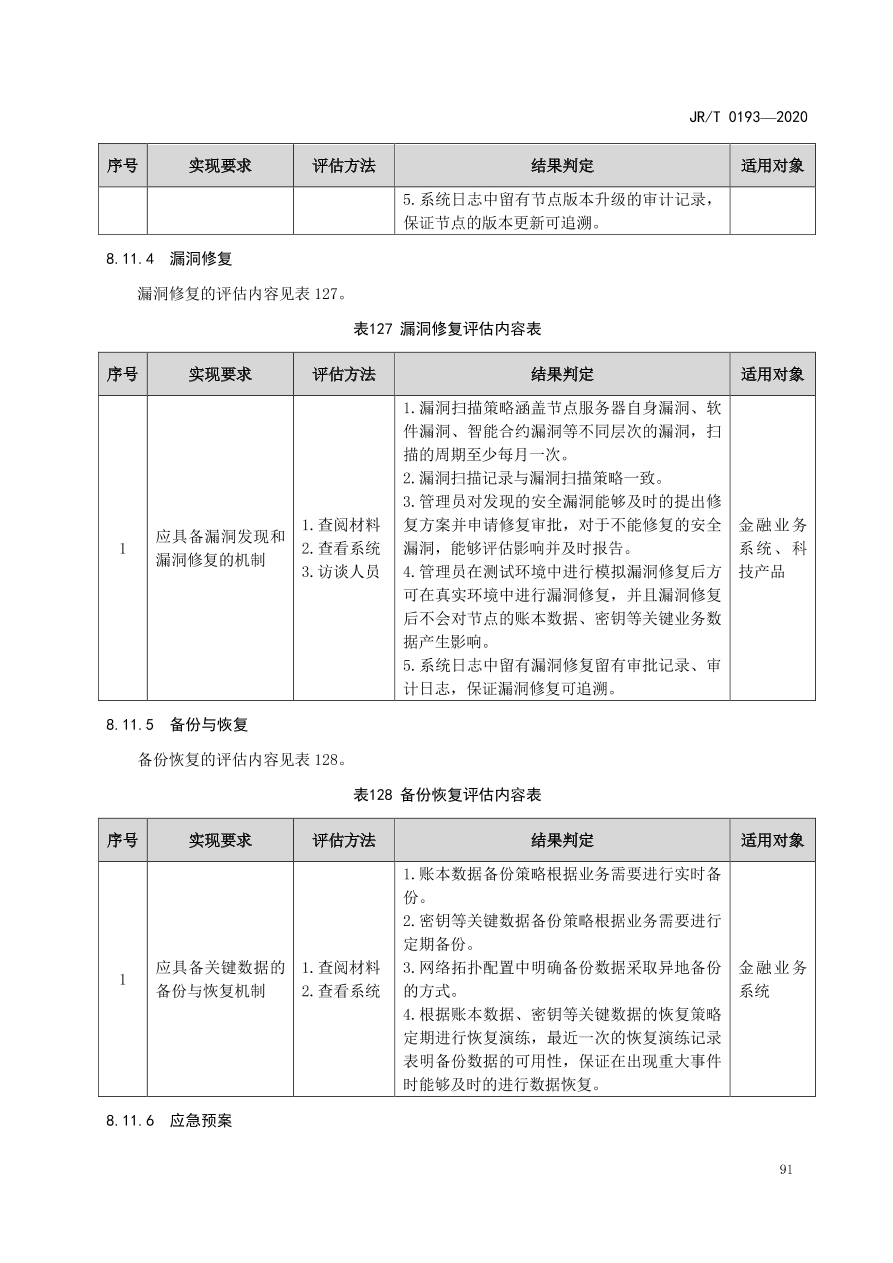 JR/T 0193—2020
序号 实现要求 评估方法 结果判定 适用对象
5.系统日志中留有节点版本升级的审计记录，
保证节点的版本更新可追溯。
8.11.4 漏洞修复
漏洞修复的评估内容见表 127。
表127 漏洞修复评估内容表
序号 实现要求 评估方法 结果判定 适用对象
1
应具备漏洞发现和
漏洞修复的机制
1.查阅材料
2.查看系统
3.访谈人员
1.漏洞扫描策略涵盖节点服务器自身漏洞、软
件漏洞、智能合约漏洞等不同层次的漏洞，扫
描的周期至少每月一次。
2.漏洞扫描记录与漏洞扫描策略一致。
3.管理员对发现的安全漏洞能够及时的提出修
复方案并申请修复审批，对于不能修复的安全
漏洞，能够评估影响并及时报告。
4.管理员在测试环境中进行模拟漏洞修复后方
可在真实环境中进行漏洞修复，并且漏洞修复
后不会对节点的账本数据、密钥等关键业务数
据产生影响。
5.系统日志中留有漏洞修复留有审批记录、审
计日志，保证漏洞修复可追溯。
金融业务
系统、科
技产品
8.11.5 备份与恢复
备份恢复的评估内容见表 128。
表128 备份恢复评估内容表
序号 实现要求 评估方法 结果判定 适用对象
1
应具备关键数据的
备份与恢复机制
1.查阅材料
2.查看系统
1.账本数据备份策略根据业务需要进行实时备
份。
2.密钥等关键数据备份策略根据业务需要进行
定期备份。
3.网络拓扑配置中明确备份数据采取异地备份
的方式。
4.根据账本数据、密钥等关键数据的恢复策略
定期进行恢复演练，最近一次的恢复演练记录
表明备份数据的可用性，保证在出现重大事件
时能够及时的进行数据恢复。
金融业务
系统
8.11.6 应急预案
91